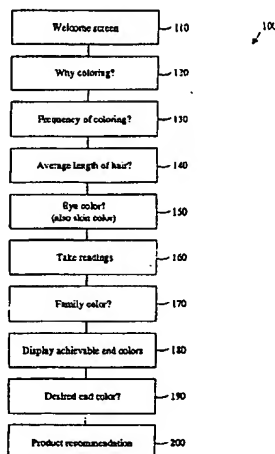 Welcome screen 110
100
Why coloring? 120
Frequency of coloring? 130
Average length of hair? 140
Eye color? 150
(also skin color)
Take readings 160
Family color? 170
Display achievable end colors 180
Desired end color? 190
Product recommendation 200